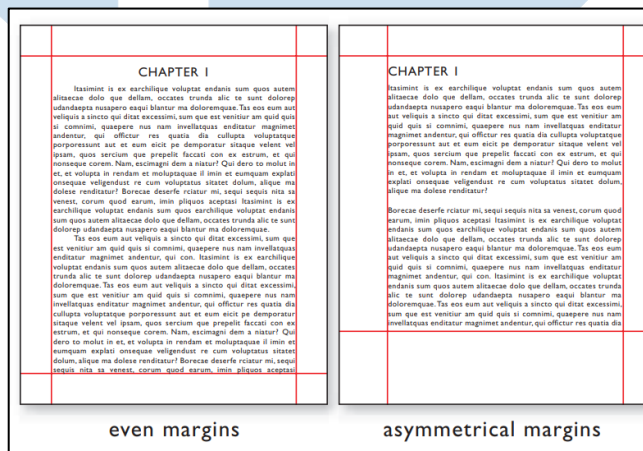 CHAPTER I
Itasimint is ex earchilique voluptat endanis sum quos autem
alitaecae dolo que dellam, occates trunda alic te sunt dolorep
udandaepta nusapero eaqui blantur ma doloremque. Tas eos eum aut
veliquis a sincto qui ditat excessimi, sum que est venitiur am quid quis
si comnimi, quaepere nus nam invellatquas enditatur magnimet
andentur, qui offictur res quatia dia cullupta voluptatque
porporessunt aut et eum eicit pe demporatur sitaque velent vel
ipsam, quos sercium que prepelit faccati con ex estrum, et qui
nonseque corem. Nam, escimagni dem a niatur? Qui dero to molut in
et, et volupta in rendam et moluptaquae il imin et eumquam explati
onsequae veligendust re cum voluptatus sitatet dolum, alique ma
dolese renditatur? Borecae deserfe rciatur mi, sequi sequis nita sa
venest, corum quod earum, imin pliquos aceptasi Itasimint is ex
earchilique voluptat endanis earchilique voluptat endanis
sum quos autem alitaecae dolo que dellam, occates trunda alic te sunt
dolorep udandaepta nusapero eaqui blantur ma doloremque.
Tas eos eum aut veliquis a sincto qui ditat excessimi, sum que
est venitiur am quid quis si comnimi, quaepere nus nam invellatquas
enditatur magnimet andentur, qui con. Itasimint is ex earchilique
voluptat endanis sum quos autem alitaecae dolo que dellam, occates
trunda alic te sunt dolorep udandaepta nusapero eaqui blantur ma
doloremque. Tas eos eum aut veliquis a sincto qui ditat excessimi,
sum que est venitiur am quid quis si comnimi, quaepere nus nam
invellatquas enditatur magnimet andentur, qui offictur res quatia dia
cullupta voluptatque porporessunt aut et eum eicit pe demporatur
sitaque velent vel ipsam, quos sercium que prepelit faccati con ex
estrum, et qui nonseque corem. Nam, escimagni dem a niatur? Qui
dero to molut in et, et volupta in rendam et moluptaquae il imin et
eumquam explati onsequae veligendust re cum voluptatus sitatet
dolum, alique ma dolese renditatur? Borecae deserfe rciatur mi, sequi
sequis nita sa venest, corum quod earum, imin pliquos aceptasi
even margins
CHAPTER I
Itasimint is ex earchilique voluptat endanis sum quos autem
alitaecae dolo que dellam, occates trunda alic te sunt dolorep
udandaepta nusapero eaqui blantur ma doloremque. Tas eos eum aut
veliquis a sincto qui ditat excessimi, sum que est venitiur am quid
quis si comnimi, quaepere nus nam invellatquas enditatur
magnimet andentur, qui offictur res quatia dia cullupta voluptatque
porporessunt aut et eum eicit pe demporatur sitaque velent vel
ipsam, quos sercium que prepelit faccati con ex estrum, et qui
nonseque corem. Nam, escimagni dem a niatur? Qui dero to molut
in et, et volupta in rendam et moluptaquae il imin et eumquam
explati onsequae veligendust re cum voluptatus sitatet dolum,
alique ma dolese renditatur?
Borecae deserfe rciatur mi, sequi sequis nita sa venest, corum quod
earum, imin pliquos aceptasi Itasimint is ex earchilique voluptat
endanis sum quos earchilique voluptat endanis sum quos autem
alitaecae dolo que dellam, occates trunda alic te sunt dolorep
udandaepta nusapero eaqui blantur ma doloremque. Tas eos eum aut
veliquis a sincto qui ditat excessimi, sum que est venitiur am quid
quis si comnimi, quaepere nus nam invellatquas enditatur
magnimet andentur, qui con. Itasimint is ex earchilique voluptat
endanis sum quos autem alitaecae dolo que dellam, occates trunda
alic te sunt dolorep udandaepta nusapero eaqui blantur ma
doloremque. Tas eos eum aut veliquis a sincto qui ditat excessimi,
sum que est venitiur am quid quis si comnimi, quaepere nus nam
invellatquas enditatur magnimet andentur, qui offictur res quatia dia
asymmetrical margins